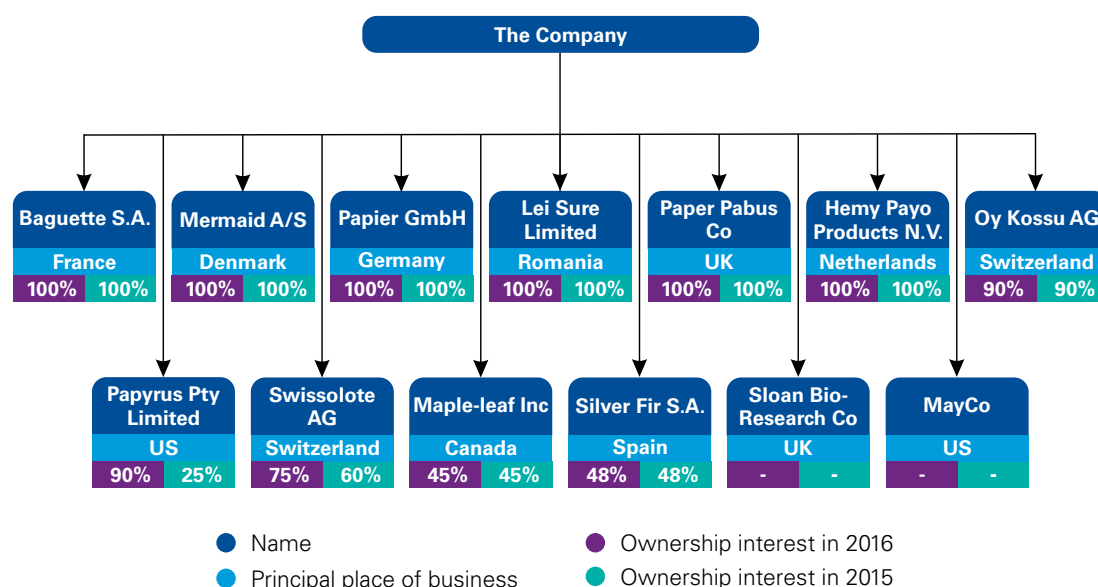 The Company
Baguette S.A.
France
100% 100%
Mermaid A/S
Denmark
100% 100%
Papier GmbH
Germany
100% 100%
Lei Sure
Limited
Romania
100% 100%
Paper Pabus
Co
UK
100% 100%
Hemy Payo
Products N.V.
Netherlands
100% 100%
Oy Kossu AG
Switzerland
90% 90%
Papyrus Pty
Limited
US
90% 25%
Swissolote
AG
Switzerland
75% 60%
Maple-leaf Inc
Canada
45% 45%
Silver Fir S.A.
Spain
48% 48%
Sloan Bio-
Research Co
UK
- -
MayCo
US
- -
Name
Principal place of business
Ownership interest in 2016
Ownership interest in 2015